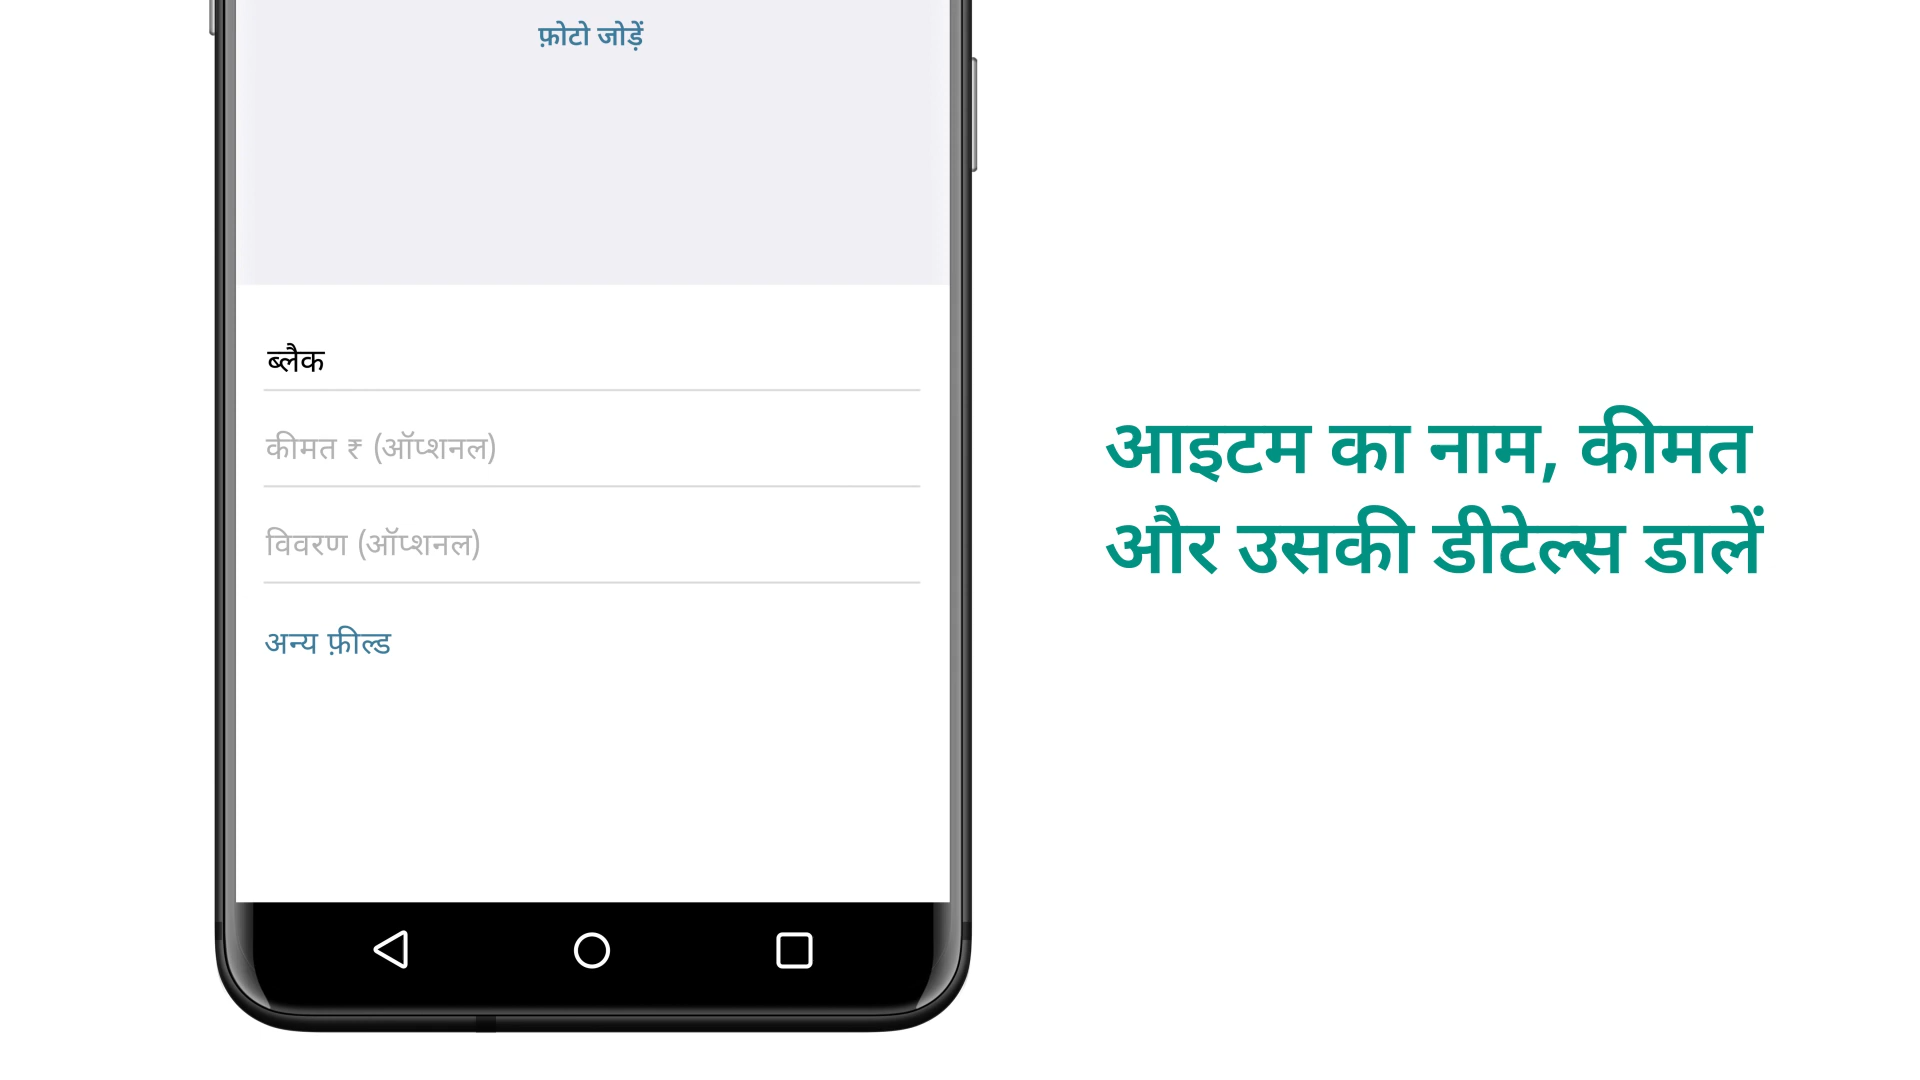 फ़ोटो जोड़ें
ब्लैक
कीमत ₹ (ऑप्शनल)
विवरण (ऑप्शनल)
अन्य फ़ील्ड
आइटम का नाम, कीमत
और उसकी डीटेल्स डालें